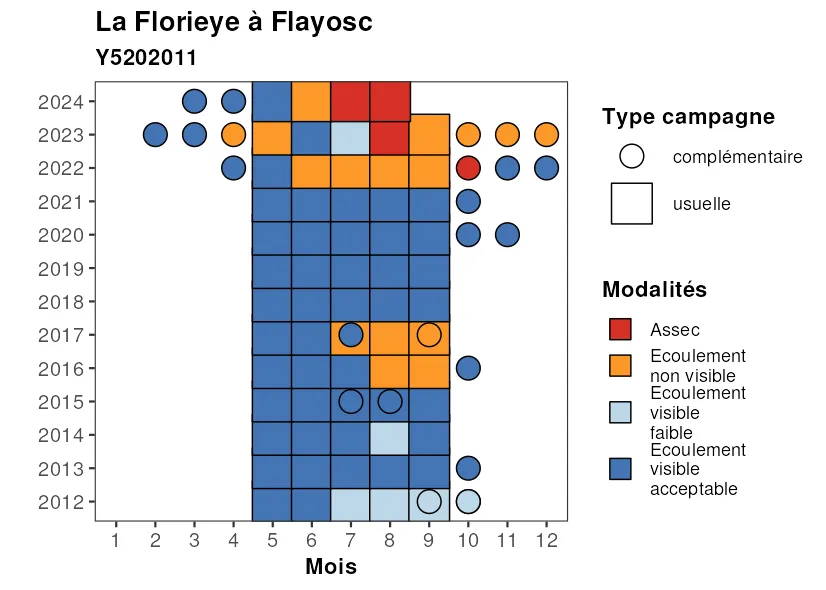 La Florieye à Flayosc
Y5202011
2024
2023
2022
2021
2020
2019
2018
2017
2016
2015
2014
2013
2012
1 2 3 4 5 6 7 8 9 10 11 12
Mois
Type campagne
complémentaire
usuelle
Modalités
Assec
Ecoulement
non visible
Ecoulement
visible
faible
Ecoulement
visible
acceptable